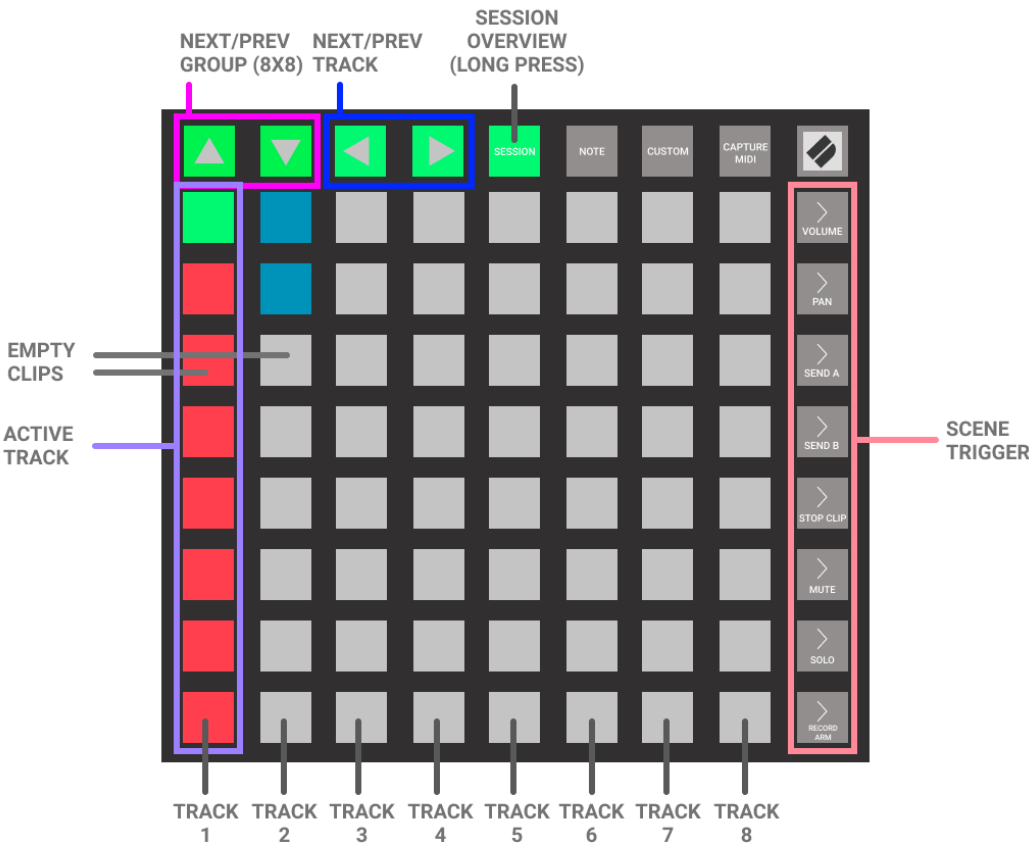 SESSION
OVERVIEW
(LONG PRESS)
NEXT/PREV
GROUP (8X8)
NEXT/PREV
TRACK
SESSION
NOTE
CUSTOM
CAPTURE
MIDI
VOLUME
PAN
SEND A
SEND B
STOP CLIP
MUTE
SOLO
RECORD
ARM
EMPTY
CLIPS
ACTIVE
TRACK
SCENE
TRIGGER
TRACK
1
TRACK
2
TRACK
3
TRACK
4
TRACK
5
TRACK
6
TRACK
7
TRACK
8